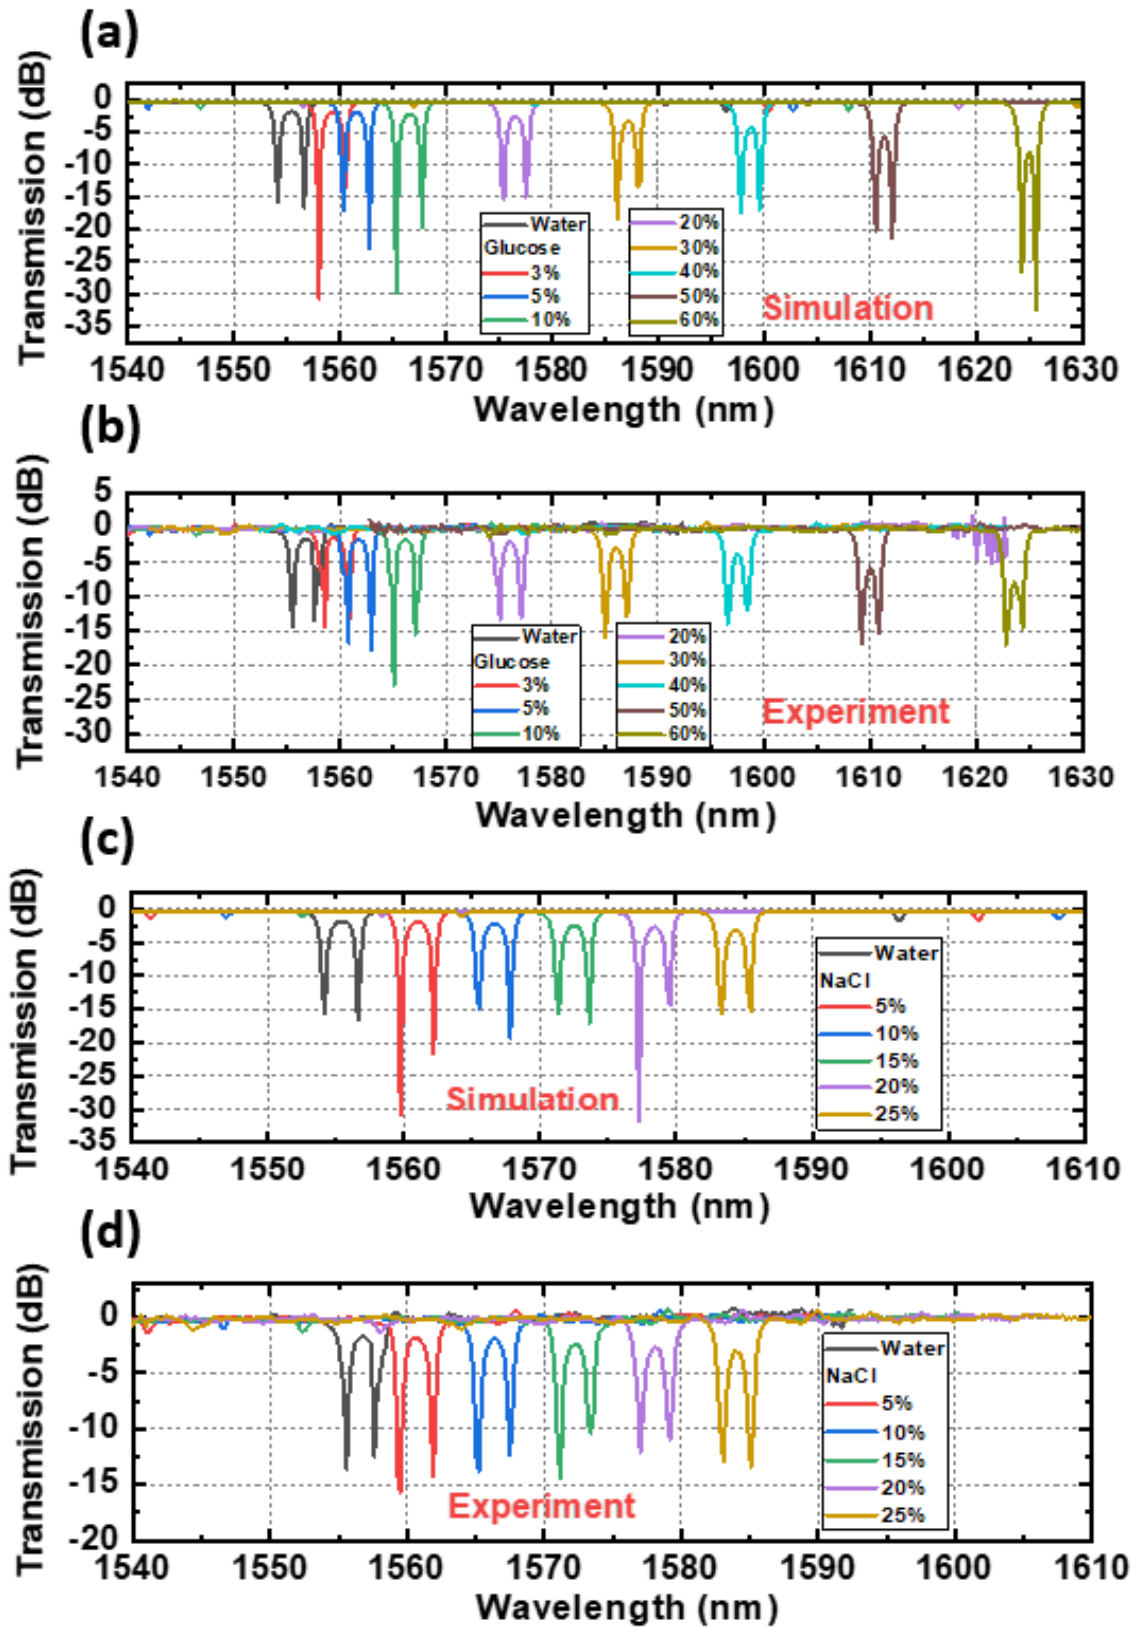 (a)
Transmission (dB)
0
-5
-10
-15
-20
-25
-30
-35
Water
Glucose
3%
5%
10%
20%
30%
40%
50%
60%
Simulation
1540 1550 1560 1570 1580 1590 1600 1610 1620 1630
Wavelength (nm)
(b)
Transmission (dB)
5
0
-5
-10
-15
-20
-25
-30
Water
Glucose
3%
5%
10%
20%
30%
40%
50%
60%
Experiment
1540 1550 1560 1570 1580 1590 1600 1610 1620 1630
Wavelength (nm)
(c)
Transmission (dB)
0
-5
-10
-15
-20
-25
-30
-35
Water
NaCl
5%
10%
15%
20%
25%
Simulation
1540 1550 1560 1570 1580 1590 1600 1610
Wavelength (nm)
(d)
Transmission (dB)
0
-5
-10
-15
-20
Water
NaCl
5%
10%
15%
20%
25%
Experiment
1540 1550 1560 1570 1580 1590 1600 1610
Wavelength (nm)